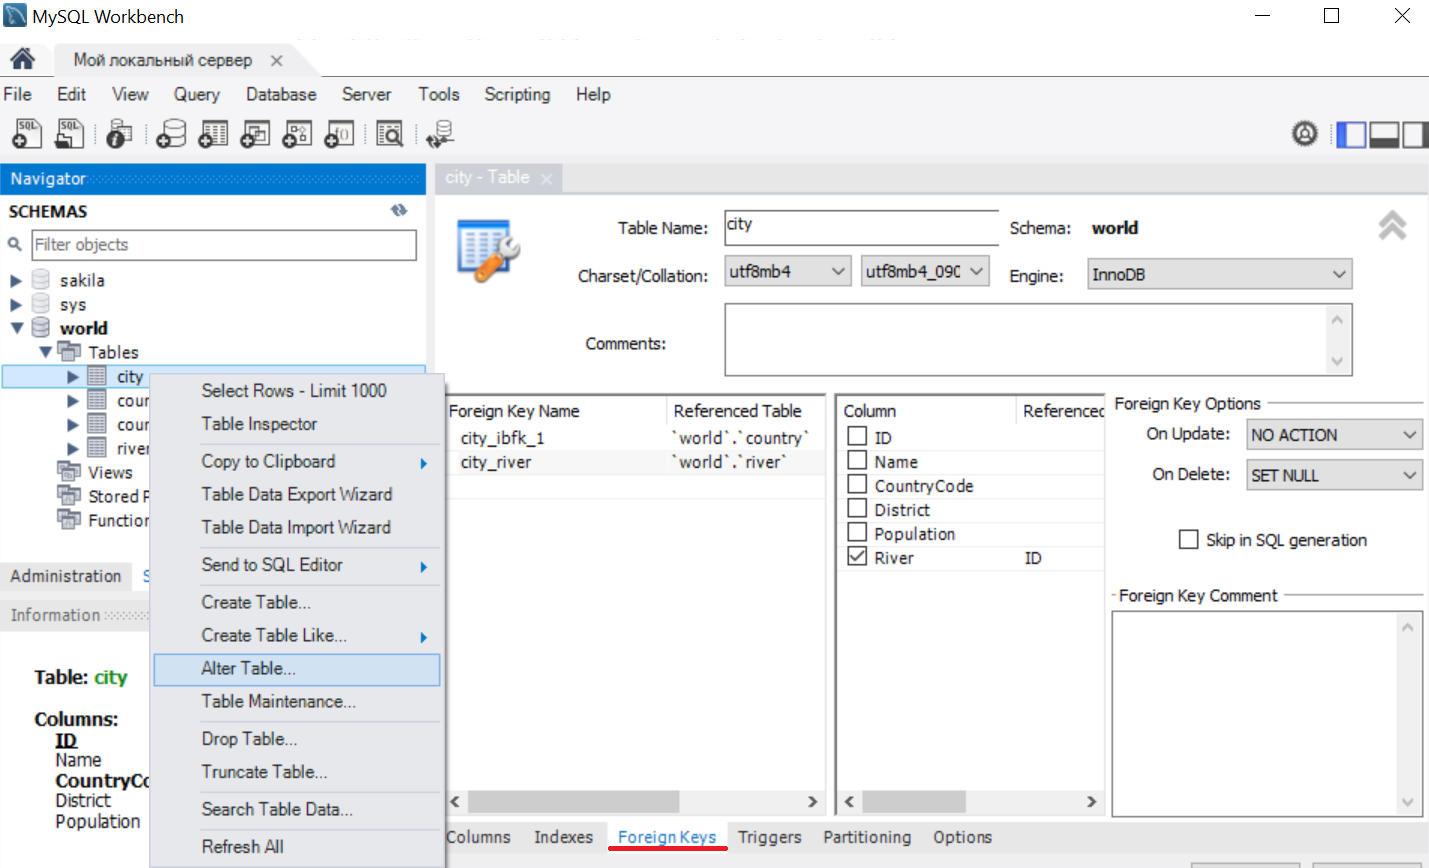 MySQL Workbench
Мой локальный сервер
File Edit View Query Database Server Tools Scripting Help
Navigator
SCHEMAS
Filter objects
sakila
sys
world
Tables
city
cour
cour
river
Views
Stored P
Function
Administration S
Information
Table: city
Columns:
ID
Name
CountryCo
District
Population
Select Rows - Limit 1000
Table Inspector
Copy to Clipboard
Table Data Export Wizard
Table Data Import Wizard
Send to SQL Editor
Create Table...
Create Table Like...
Alter Table...
Table Maintenance...
Drop Table...
Truncate Table...
Search Table Data...
Refresh All
city - Table
Table Name: city Schema: world
Charset/Collation: utf8mb4 utf8mb4_090 Engine: InnoDB
Comments:
Foreign Key Name Referenced Table
city_ibfk_1 `world`.`country`
city_river `world`.`river`
Column Referenced
ID
Name
CountryCode
District
Population
River ID
Foreign Key Options
On Update: NO ACTION
On Delete: SET NULL
Skip in SQL generation
Foreign Key Comment
Columns Indexes Foreign Keys Triggers Partitioning Options